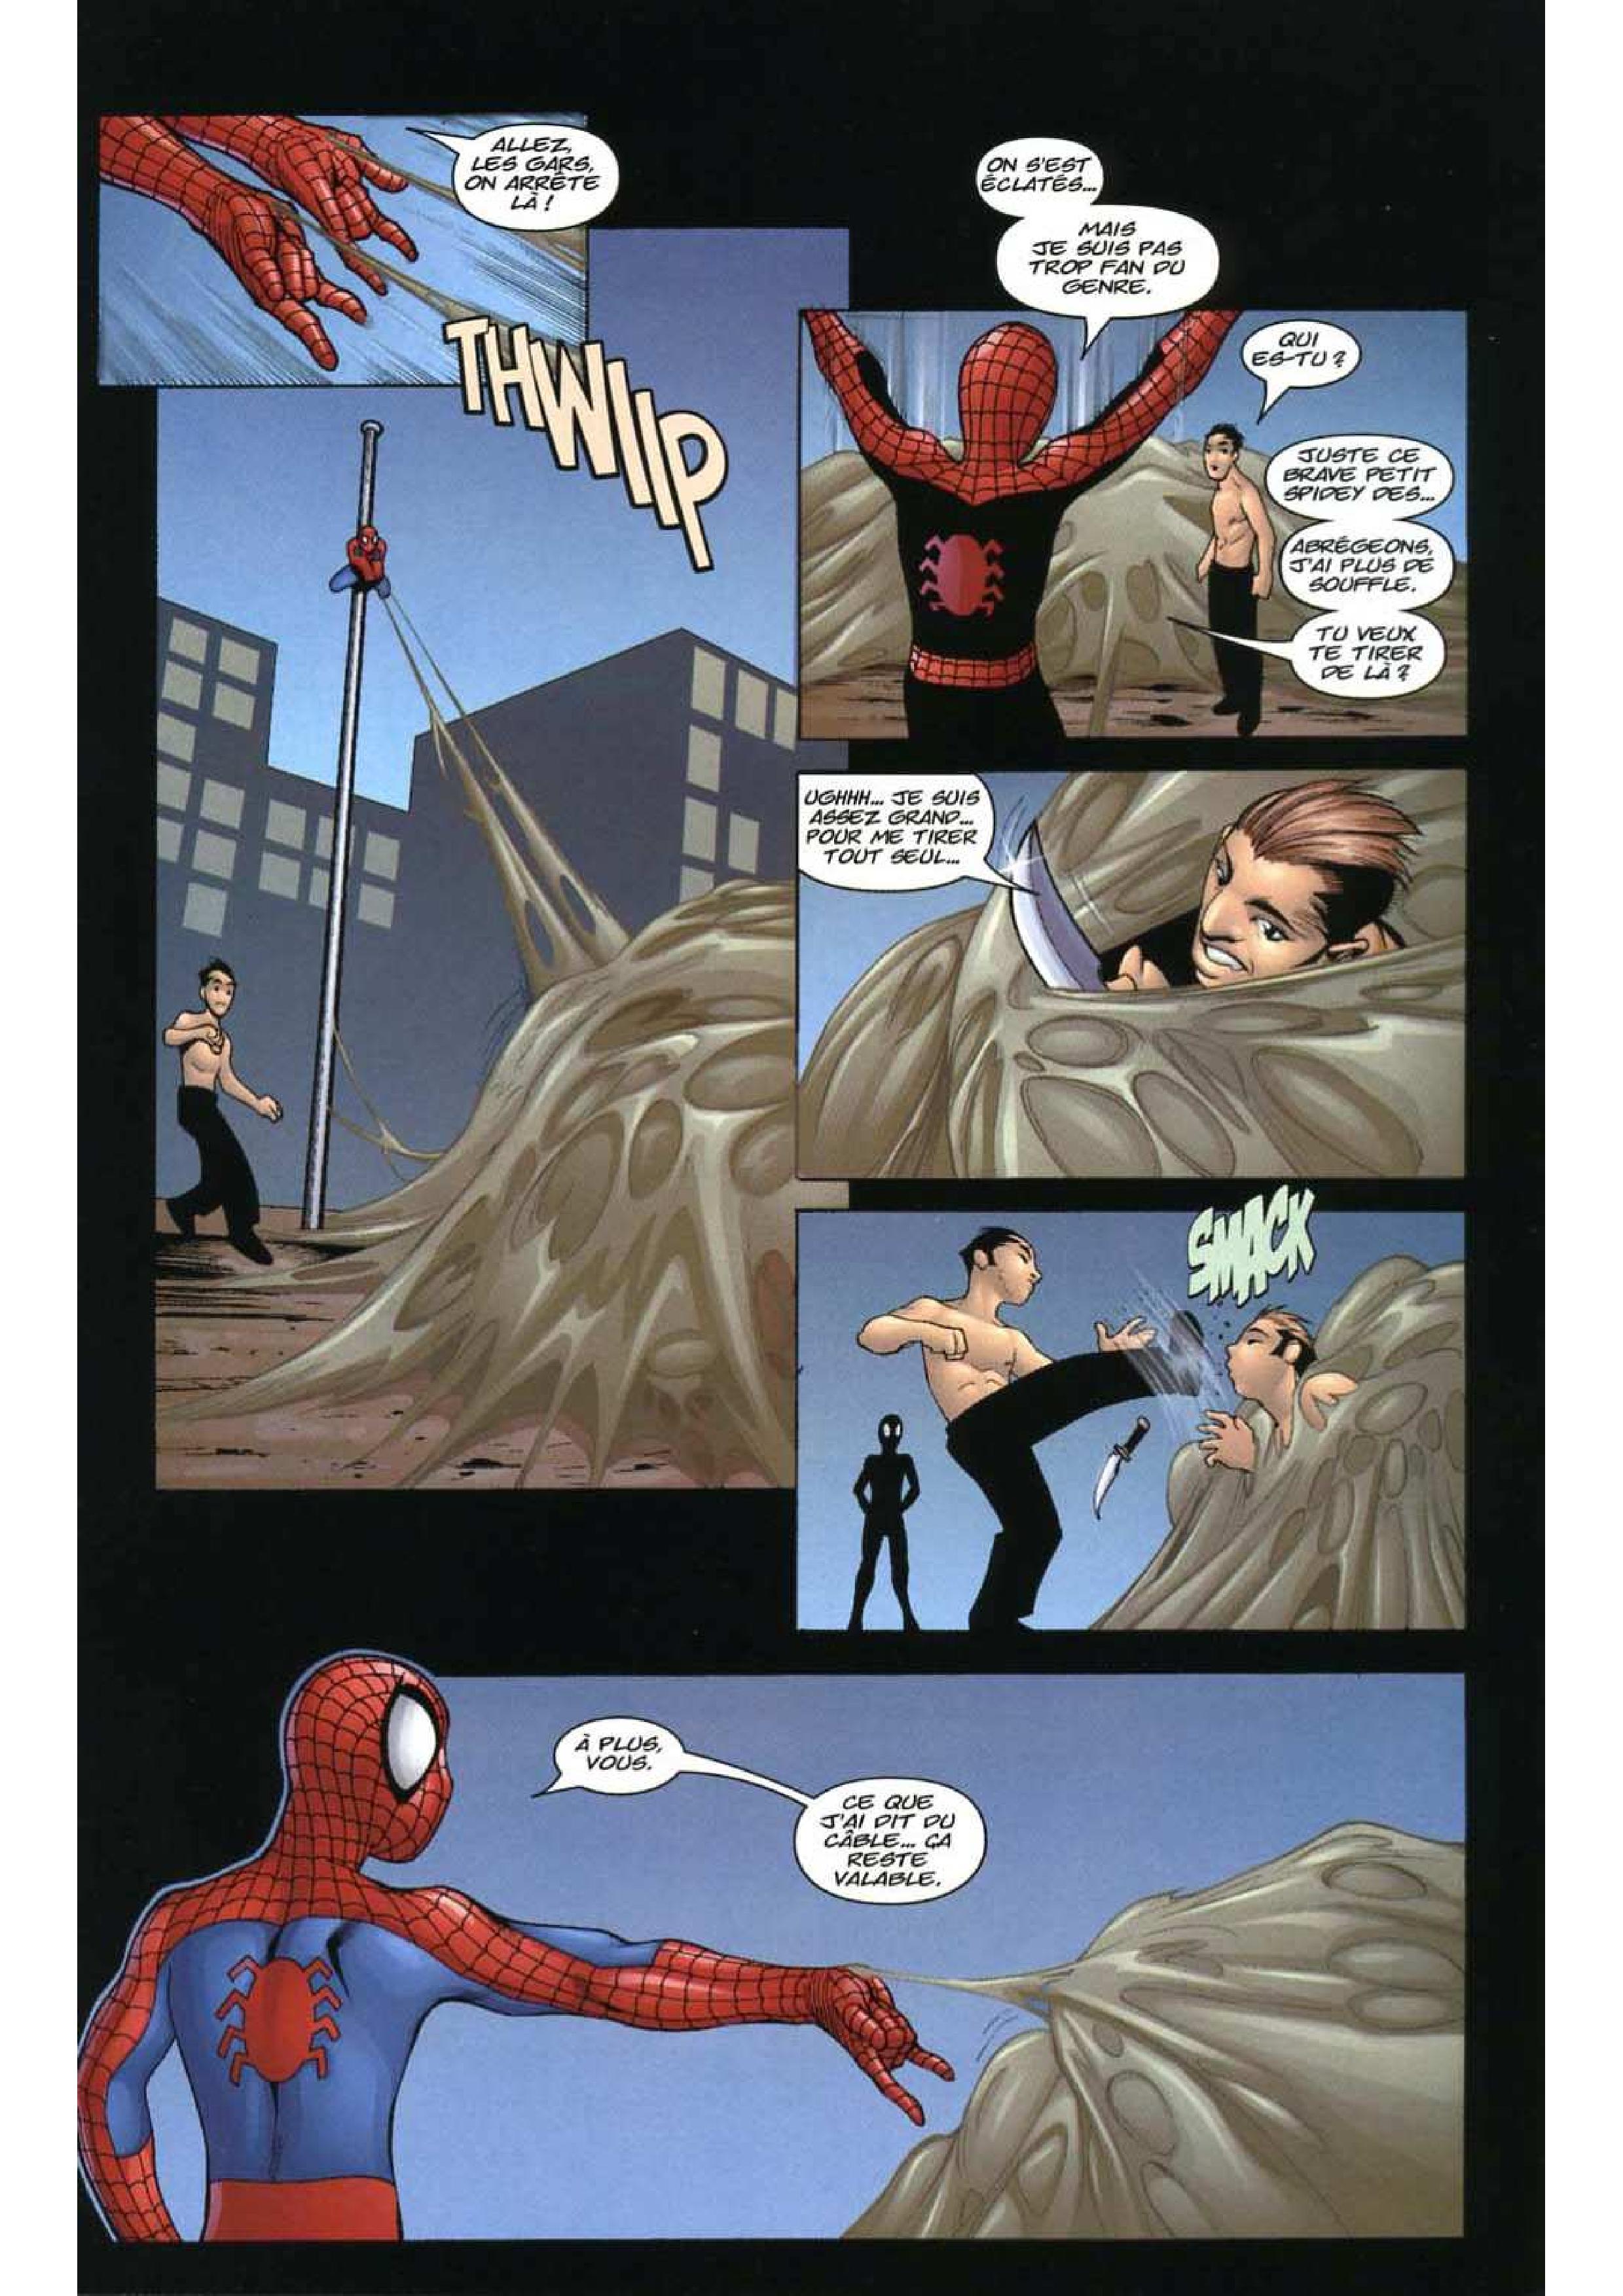 ALLEZ,
LES GARS,
ON ARRÊTE
LÀ !
THWIIP
ON S'EST
ÉCLATÉS...
MAIS
JE SUIS PAS
TROP FAN DU
GENRE.
QUI
ES-TU ?
JUSTE CE
BRAVE PETIT
SPIDEY DES...
ABRÉGEONS,
J'AI PLUS DE
SOUFFLE.
TU VEUX
TE TIRER
DE LÀ ?
UGHHH... JE SUIS
ASSEZ GRAND...
POUR ME TIRER
TOUT SEUL...
SMACK
À PLUS,
VOUS.
CE QUE
J'AI DIT DU
CÂBLE... ÇA
RESTE
VALABLE.